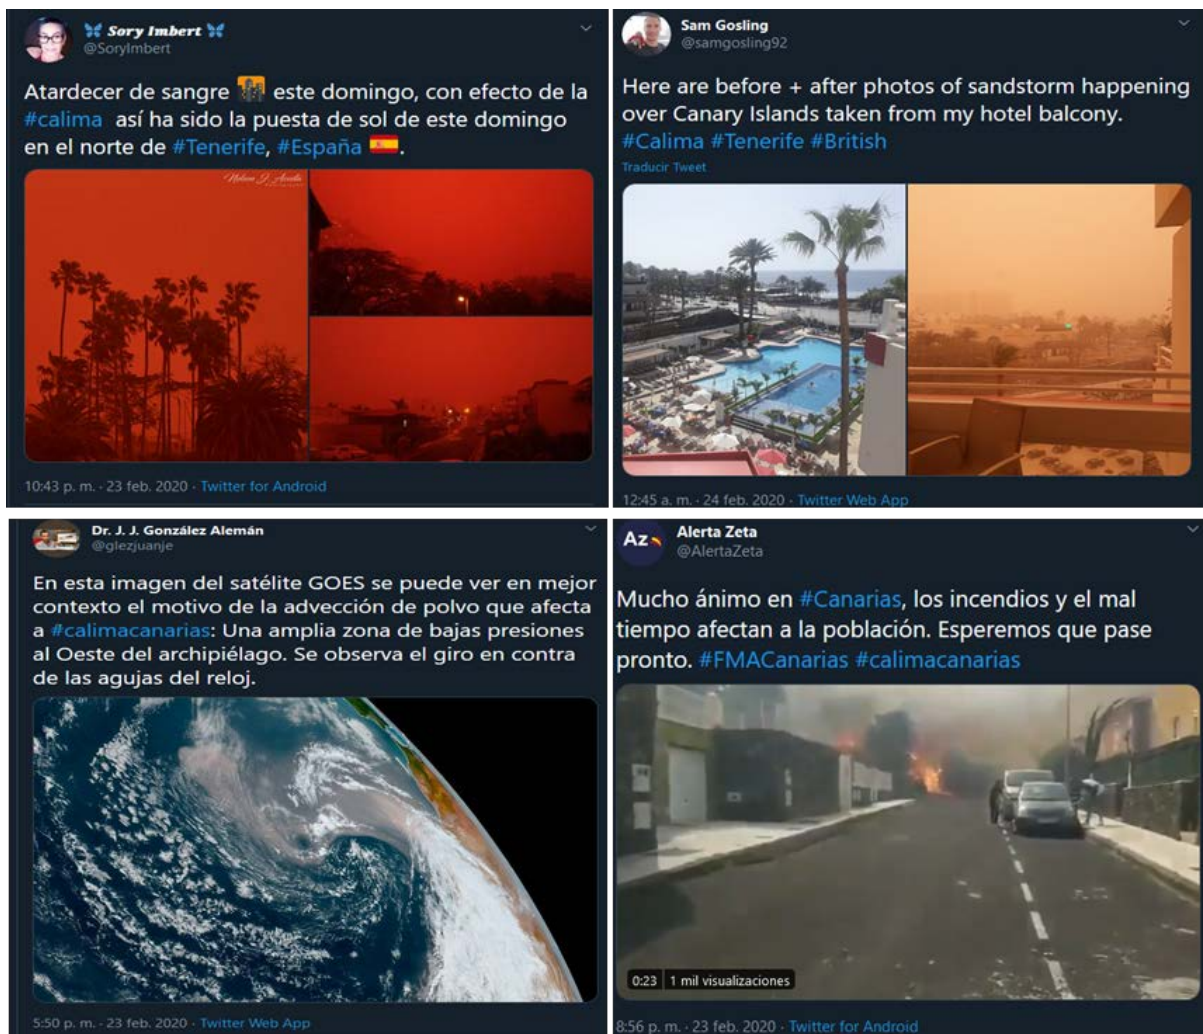 Sory Imbert
@SoryImbert
Atardecer de sangre 🌇 este domingo, con efecto de la
#calima así ha sido la puesta de sol de este domingo
en el norte de #Tenerife, #España 🇪🇸.
10:43 p. m. · 23 feb. 2020 · Twitter for Android
Sam Gosling
@samgosling92
Here are before + after photos of sandstorm happening
over Canary Islands taken from my hotel balcony.
#Calima #Tenerife #British
Traducir Tweet
12:45 a. m. · 24 feb. 2020 · Twitter Web App
Dr. J. J. González Alemán
@glezjuanje
En esta imagen del satélite GOES se puede ver en mejor
contexto el motivo de la advección de polvo que afecta
a #calimacanarias: Una amplia zona de bajas presiones
al Oeste del archipiélago. Se observa el giro en contra
de las agujas del reloj.
5:50 p. m. · 23 feb. 2020 · Twitter Web App
Az
Alerta Zeta
@AlertaZeta
Mucho ánimo en #Canarias, los incendios y el mal
tiempo afectan a la población. Esperemos que pase
pronto. #FMACanarias #calimacanarias
0:23 1 mil visualizaciones
8:56 p. m. · 23 feb. 2020 · Twitter for Android